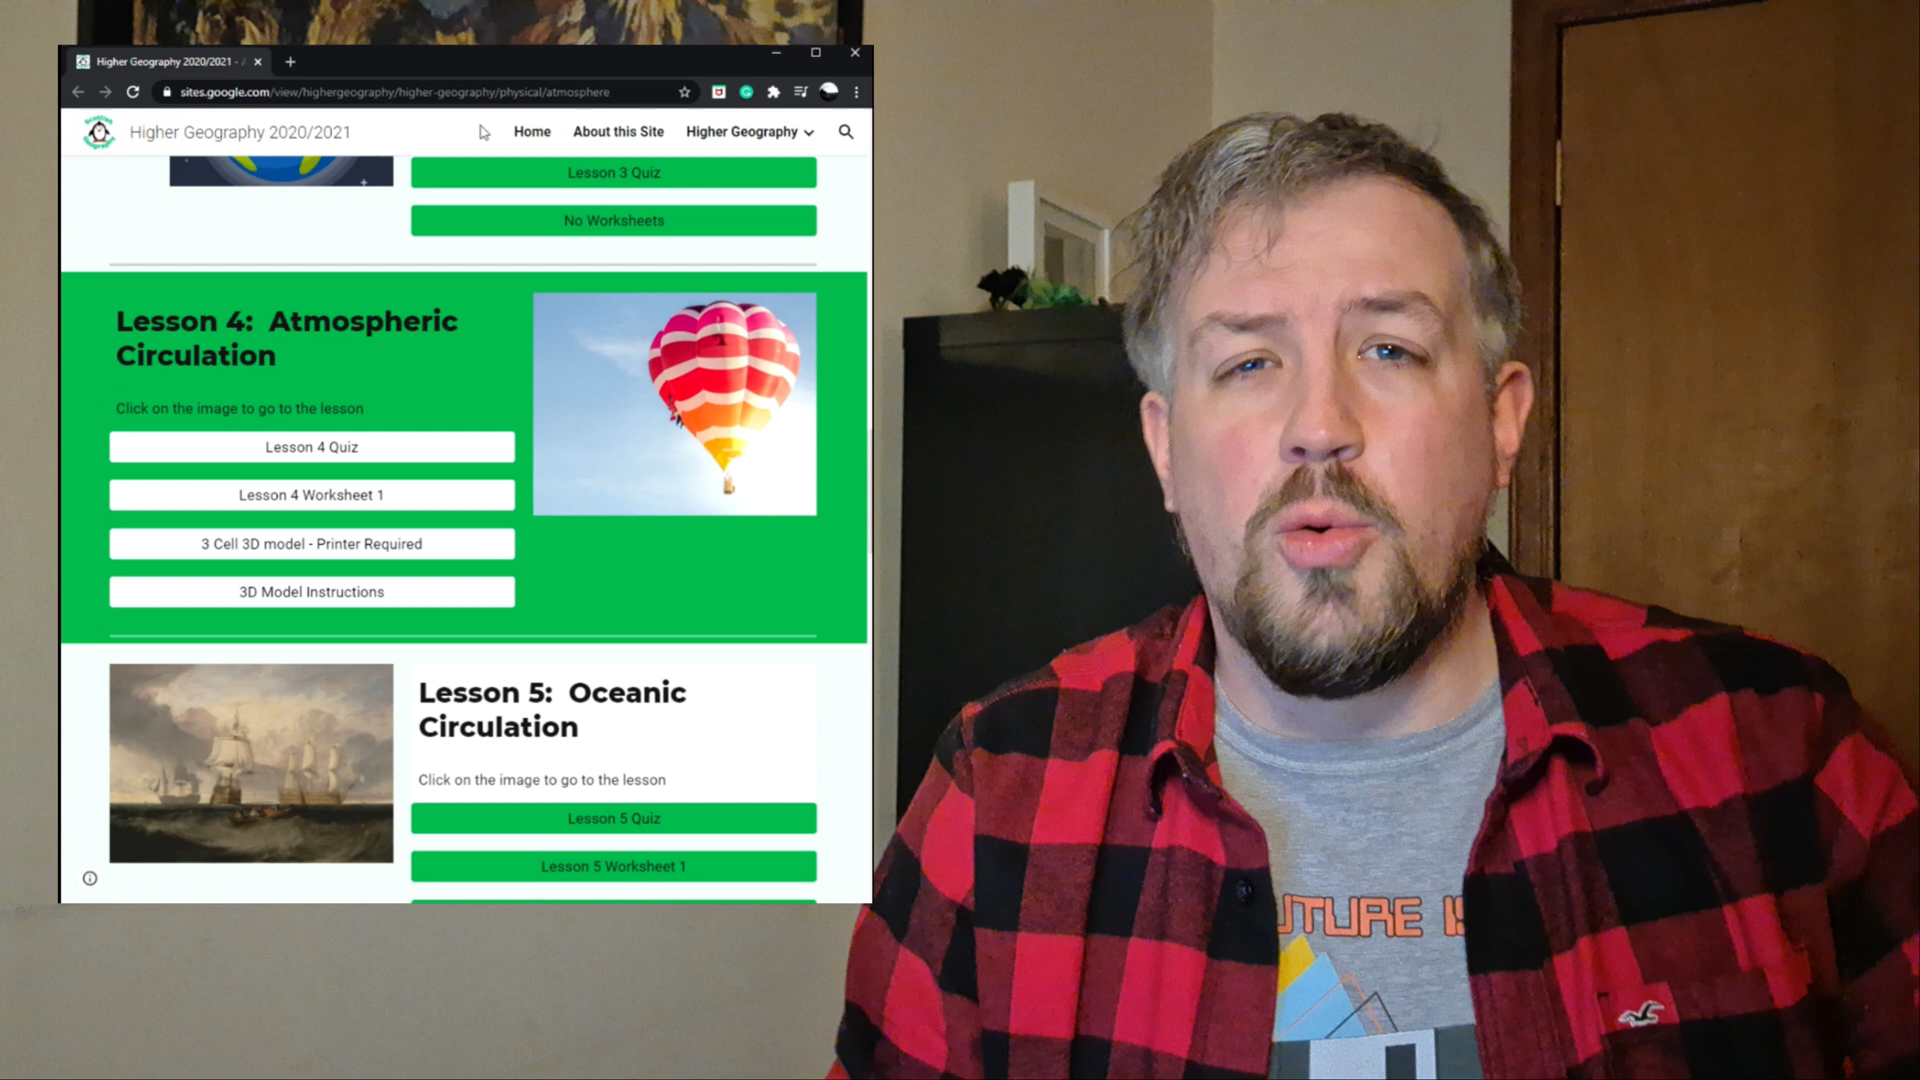 Higher Geography 2020/2021 - A
sites.google.com/view/highergeography/higher-geography/physical/atmosphere
Higher Geography 2020/2021
Home
About this Site
Higher Geography
Lesson 3 Quiz
No Worksheets
Lesson 4: Atmospheric
Circulation
Click on the image to go to the lesson
Lesson 4 Quiz
Lesson 4 Worksheet 1
3 Cell 3D model - Printer Required
3D Model Instructions
Lesson 5: Oceanic
Circulation
Click on the image to go to the lesson
Lesson 5 Quiz
Lesson 5 Worksheet 1
UTURE IS